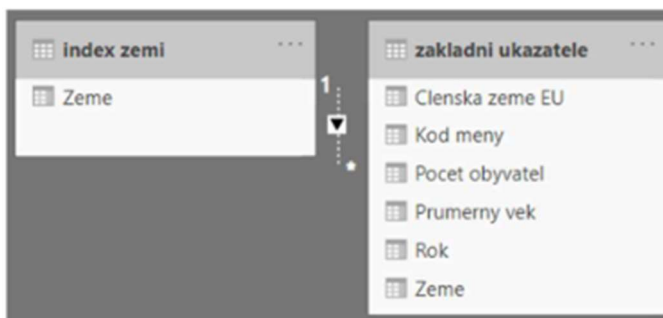 index zemi ...
Zeme
1
*
zakladni ukazatele ...
Clenska zeme EU
Kod meny
Pocet obyvatel
Prumerny vek
Rok
Zeme